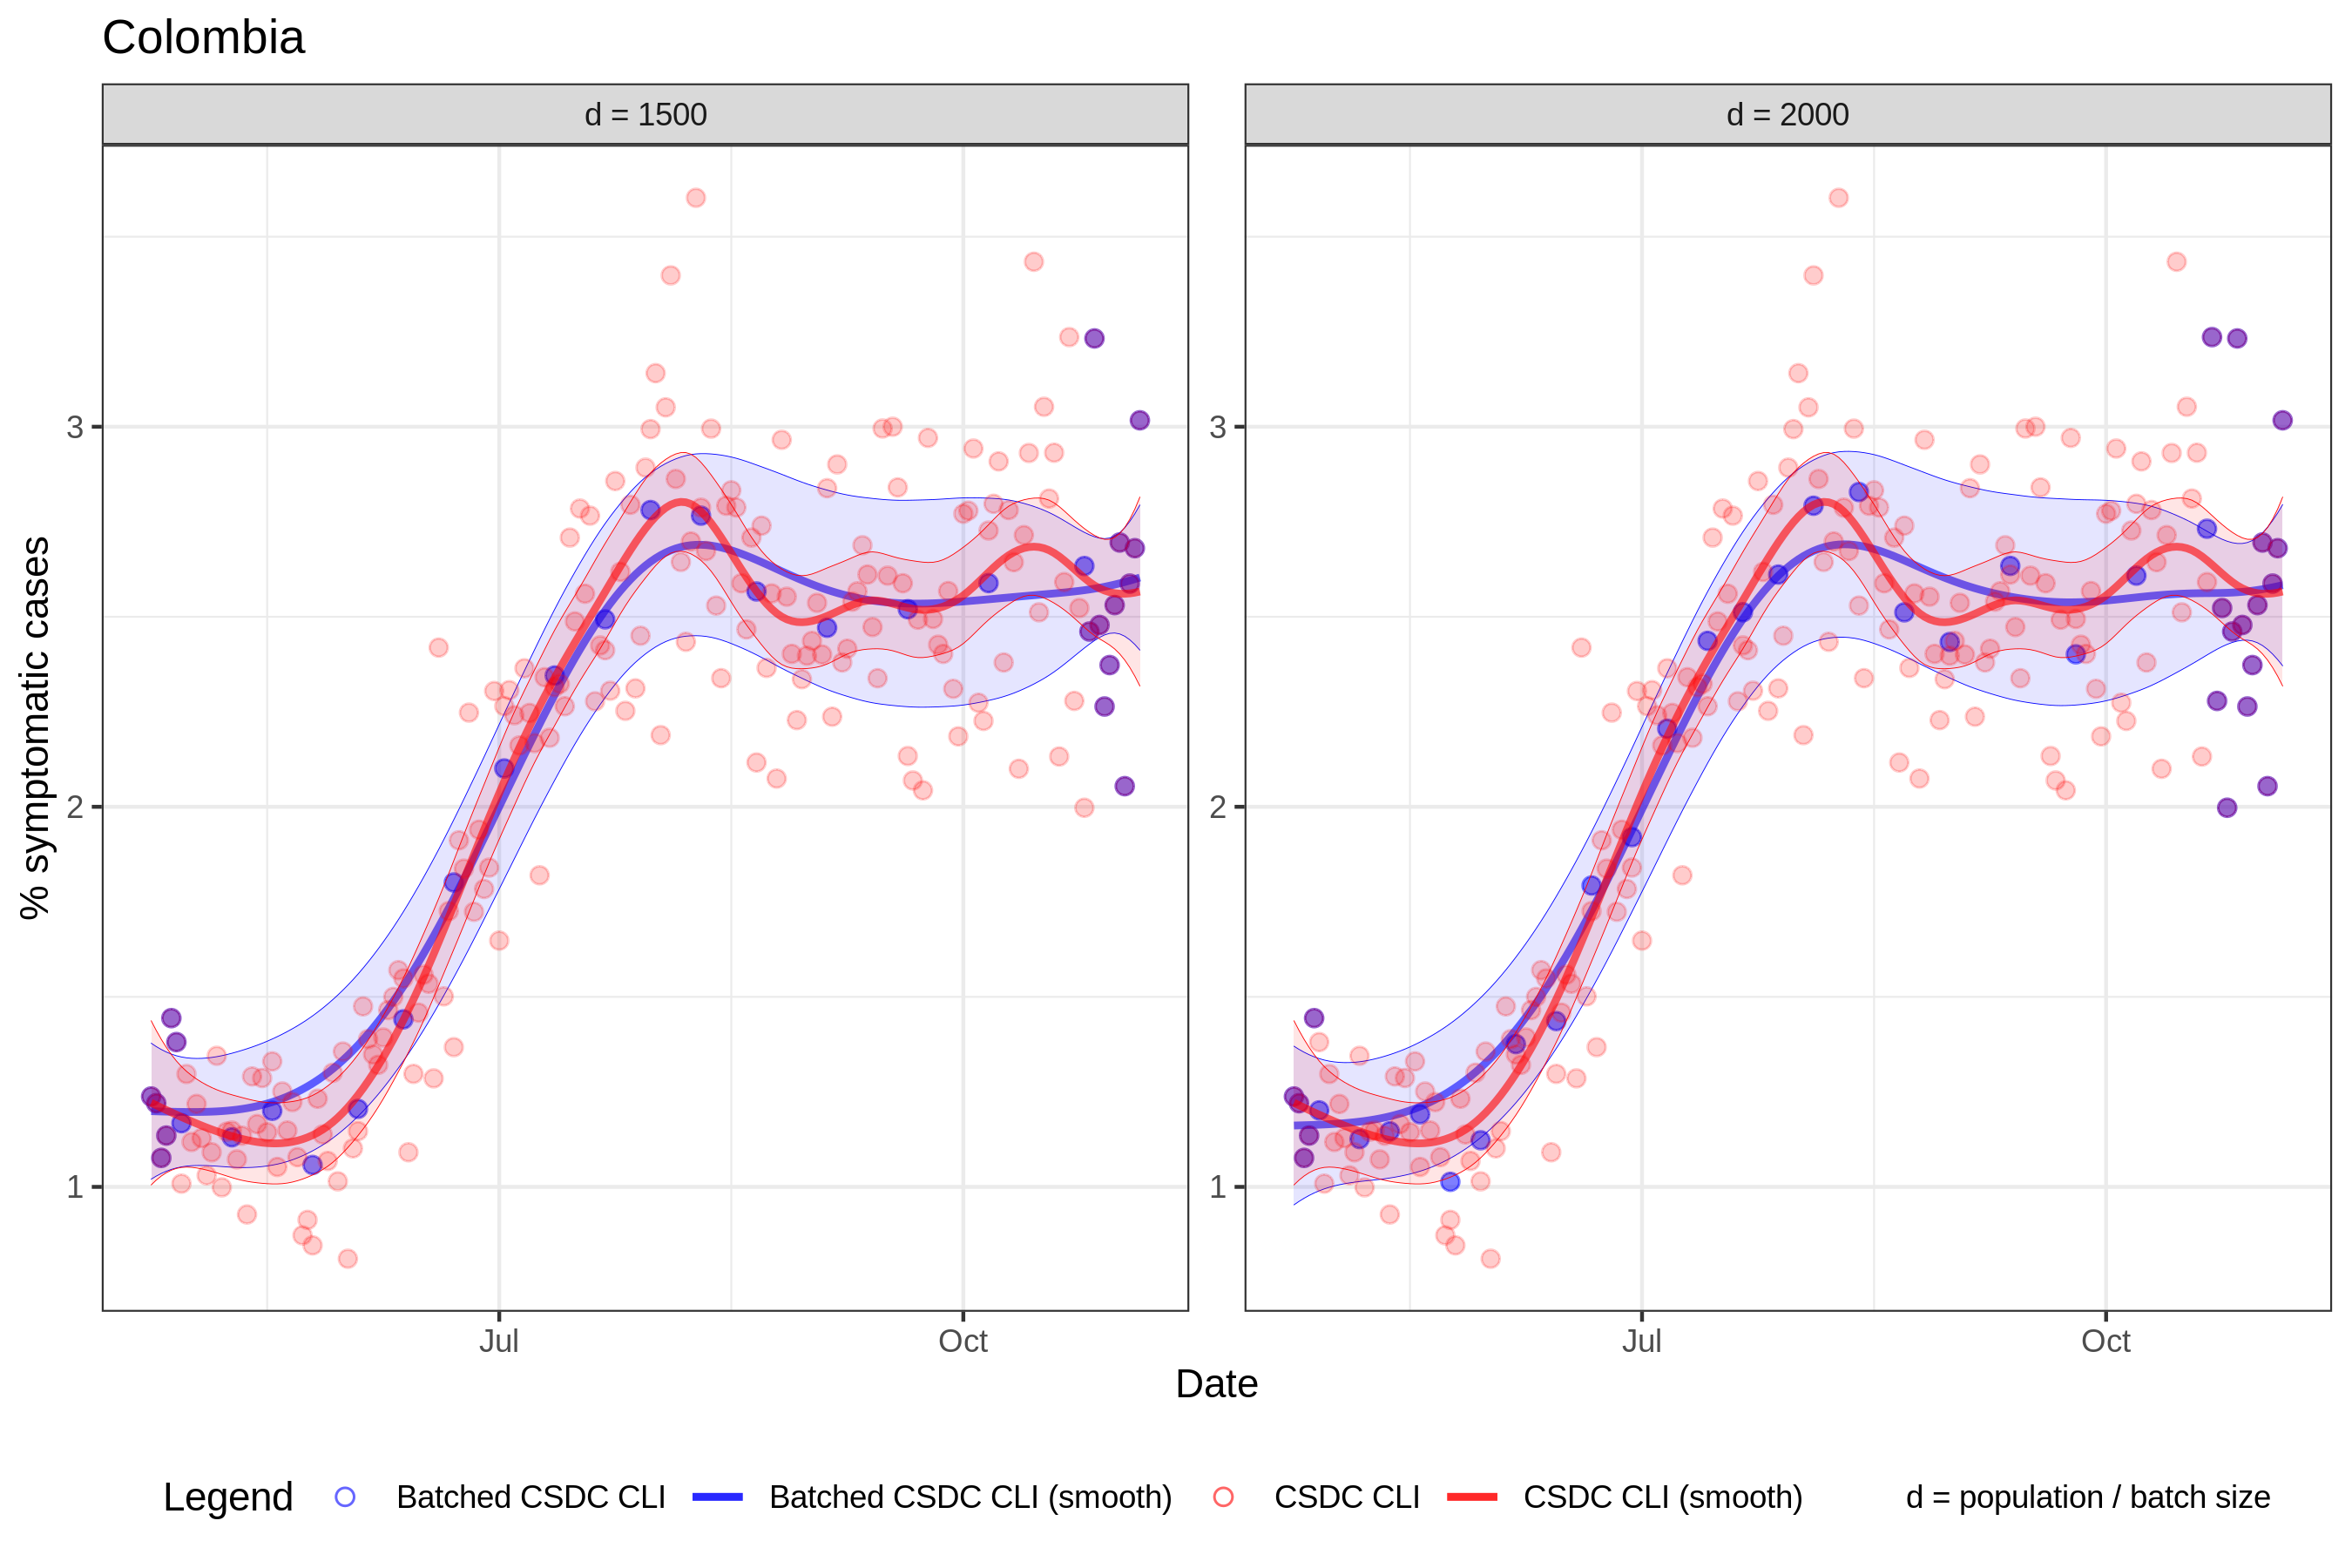 Colombia
d = 1500
d = 2000
% symptomatic cases
3
2
1
3
2
1
Jul
Oct
Jul
Oct
Date
Legend Batched CSDC CLI Batched CSDC CLI (smooth) CSDC CLI CSDC CLI (smooth) d = population / batch size